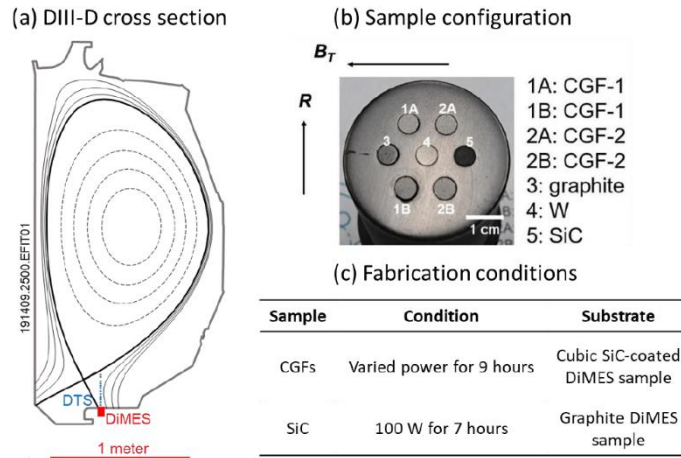 (a) DIII-D cross section
191409.2500.EFIT01
DTS
DiMES
1 meter
(b) Sample configuration
B_T
R
1A 2A
3 4 5
1B 2B
1 cm
1A: CGF-1
1B: CGF-1
2A: CGF-2
2B: CGF-2
3: graphite
4: W
5: SiC
(c) Fabrication conditions
Sample Condition Substrate
CGFs Varied power for 9 hours Cubic SiC-coated
DiMES sample
SiC 100 W for 7 hours Graphite DiMES
sample